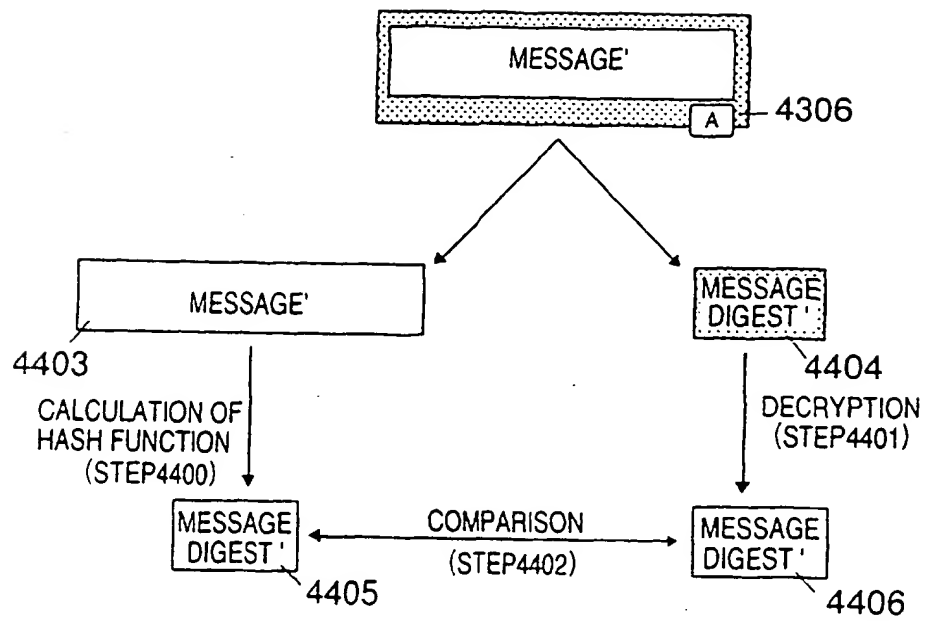 MESSAGE'
A
4306
MESSAGE'
4403
MESSAGE
DIGEST'
4404
CALCULATION OF
HASH FUNCTION
(STEP4400)
DECRYPTION
(STEP4401)
MESSAGE
DIGEST'
4405
COMPARISON
(STEP4402)
MESSAGE
DIGEST'
4406